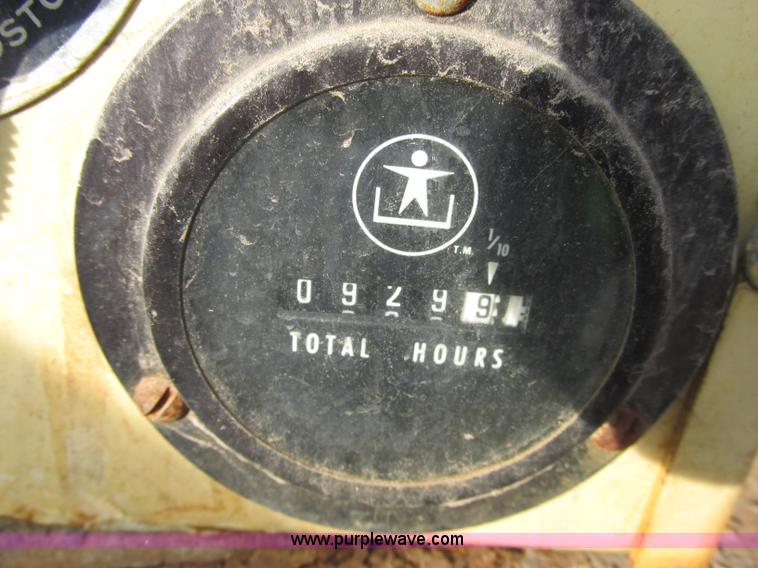 T.M.
1/10
0 9 2 9 9
TOTAL HOURS
www.purplewave.com